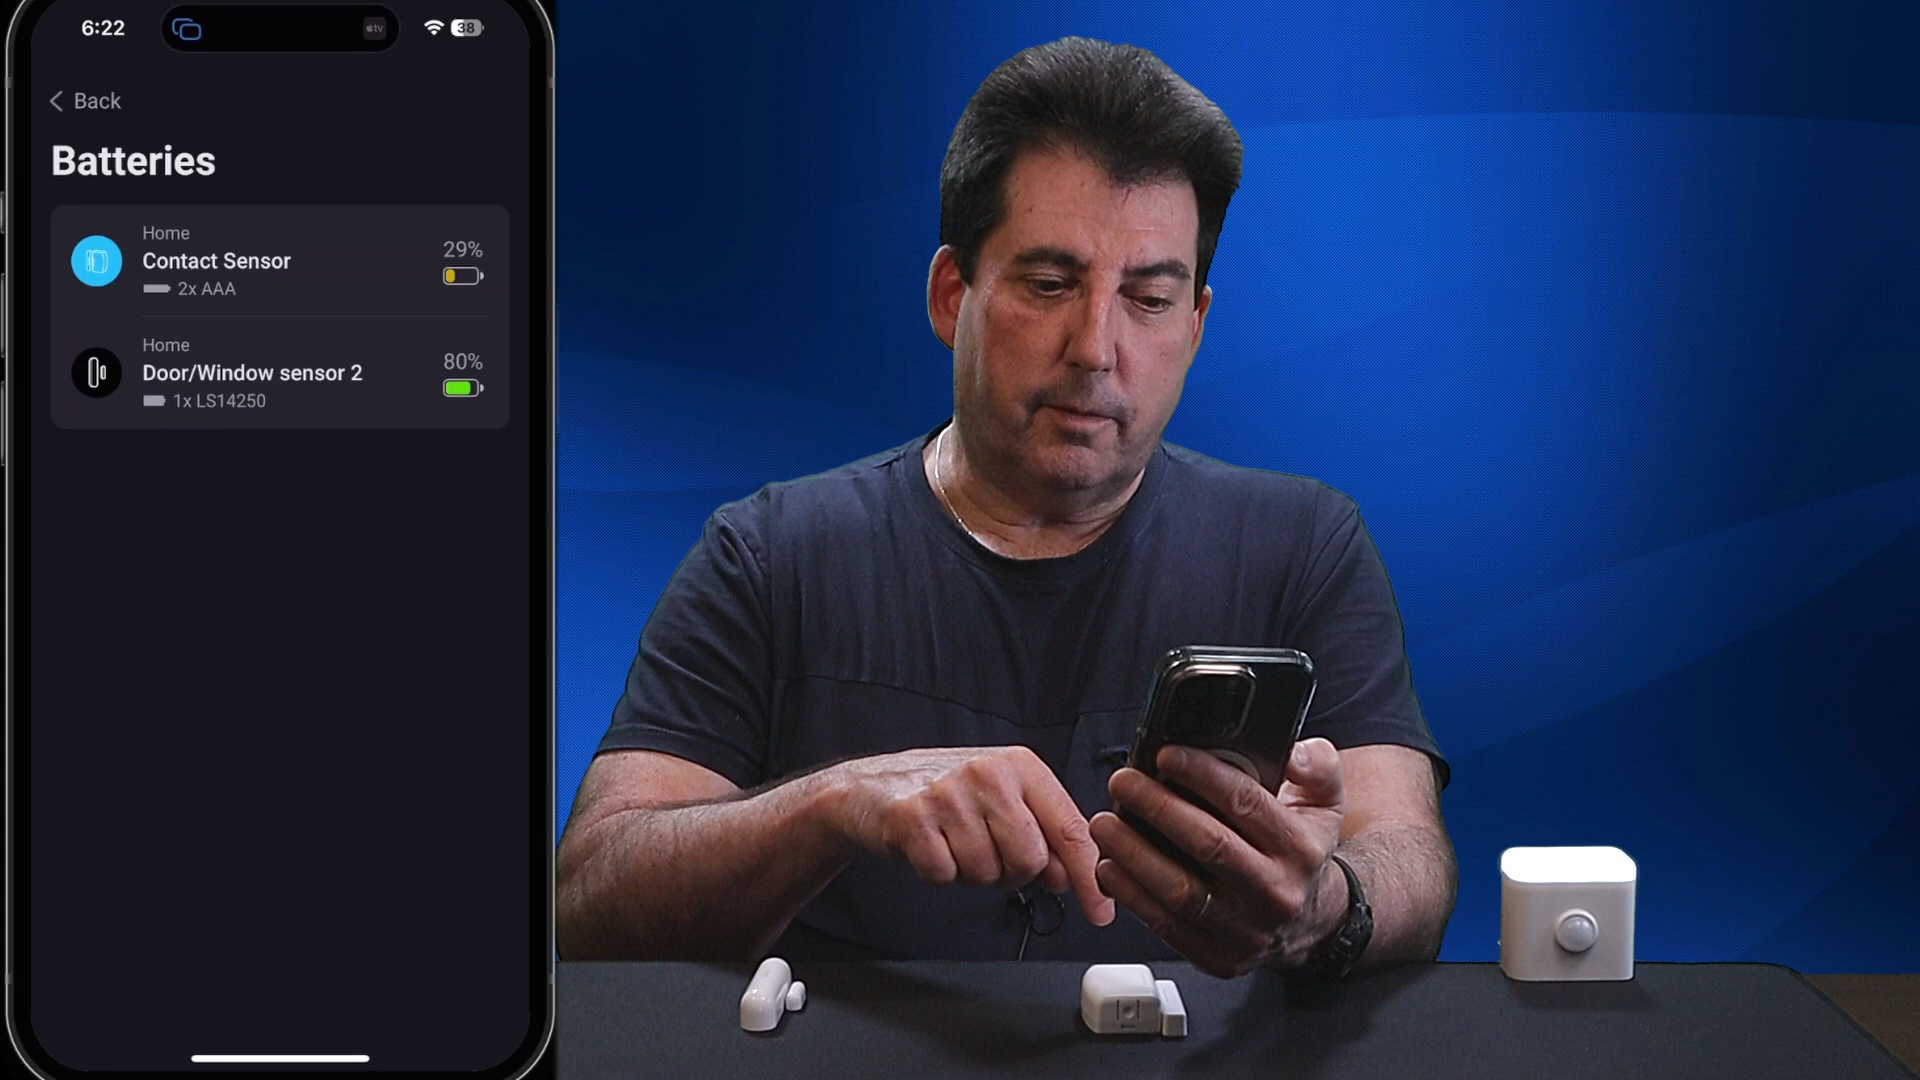 6:22
tv
38
Back
Batteries
Home
Contact Sensor
2x AAA
29%
Home
Door/Window sensor 2
1x LS14250
80%